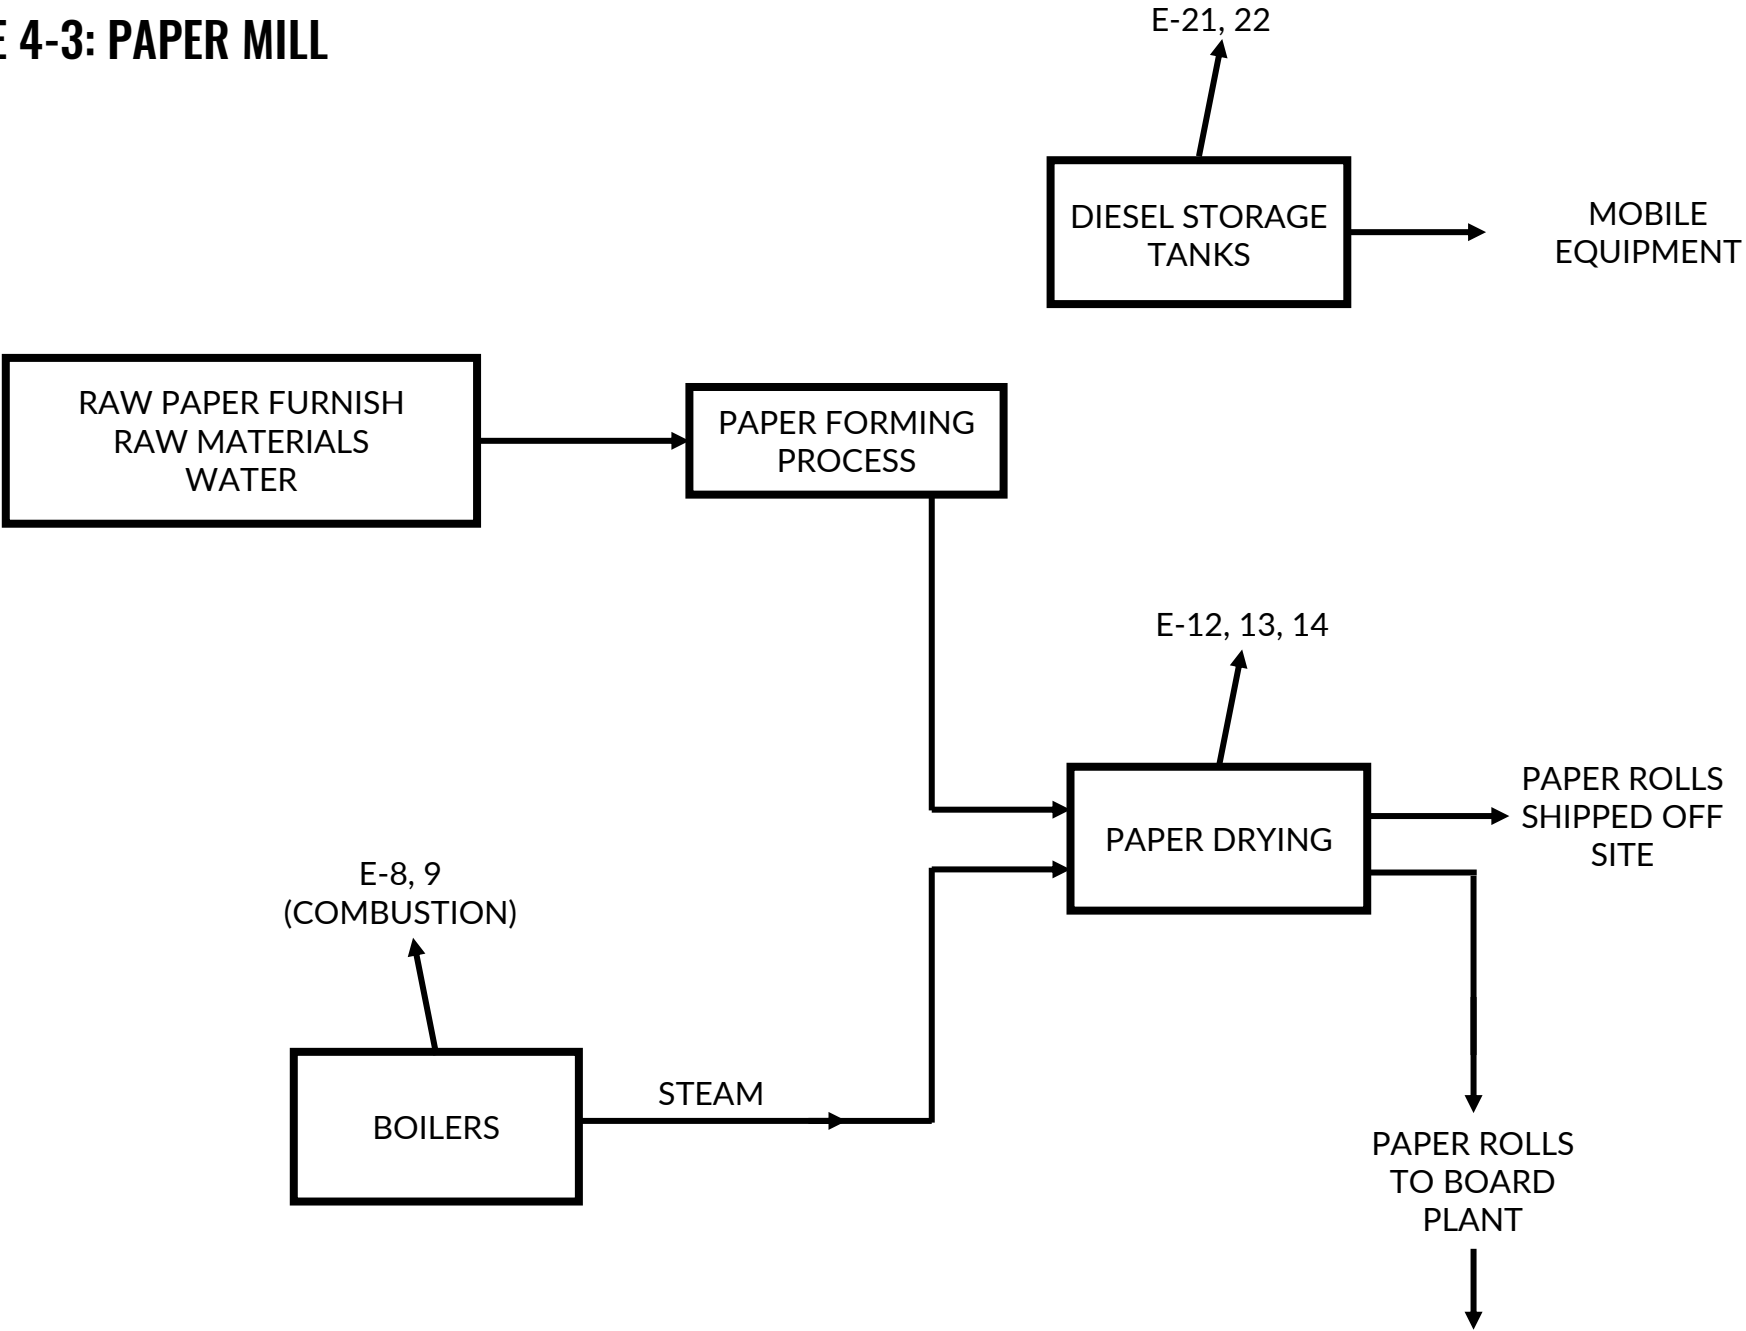 E 4-3: PAPER MILL
E-21, 22
DIESEL STORAGE
TANKS
MOBILE
EQUIPMENT
RAW PAPER FURNISH
RAW MATERIALS
WATER
PAPER FORMING
PROCESS
E-12, 13, 14
PAPER DRYING
PAPER ROLLS
SHIPPED OFF
SITE
E-8, 9
(COMBUSTION)
BOILERS
STEAM
PAPER ROLLS
TO BOARD
PLANT